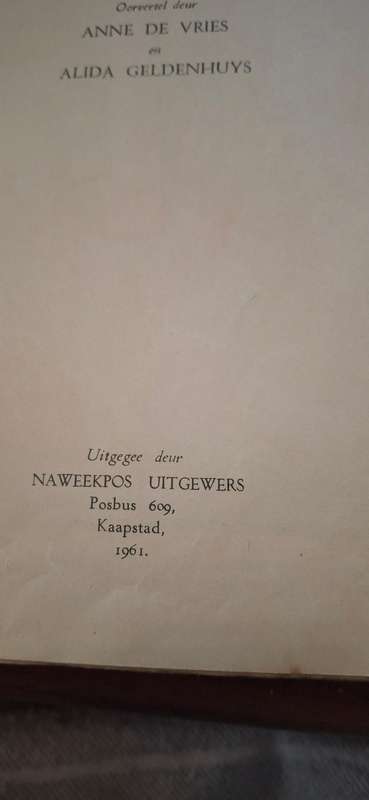 Oorvertel deur
ANNE DE VRIES
en
ALIDA GELDENHUYS
Uitgegee deur
NAWEEKPOS UITGEWERS
Posbus 609,
Kaapstad,
1961.